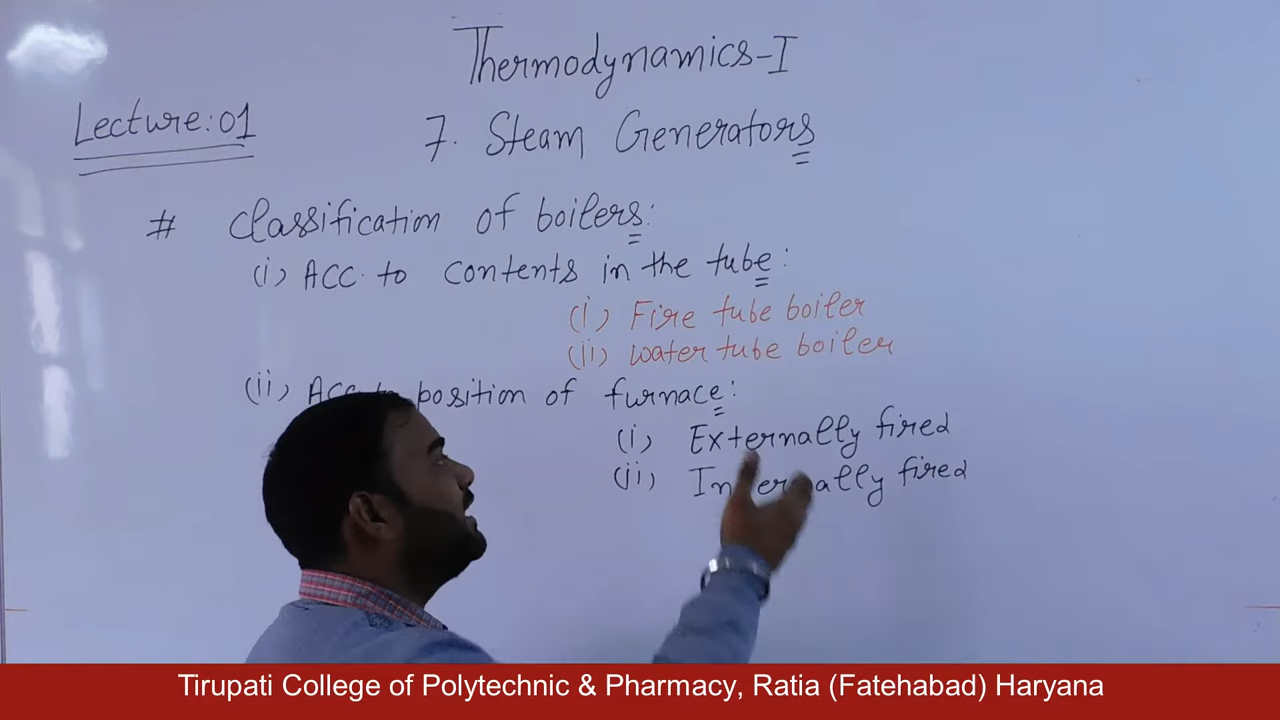 Thermodynamics-I
Lecture: 01
7. Steam Generators
# Classification of boilers:
(i) Acc. to contents in the tube:
(i) Fire tube boiler
(ii) Water tube boiler
(ii) Acc position of furnace:
(i) Externally fired
(ii) Internally fired
Tirupati College of Polytechnic & Pharmacy, Ratia (Fatehabad) Haryana